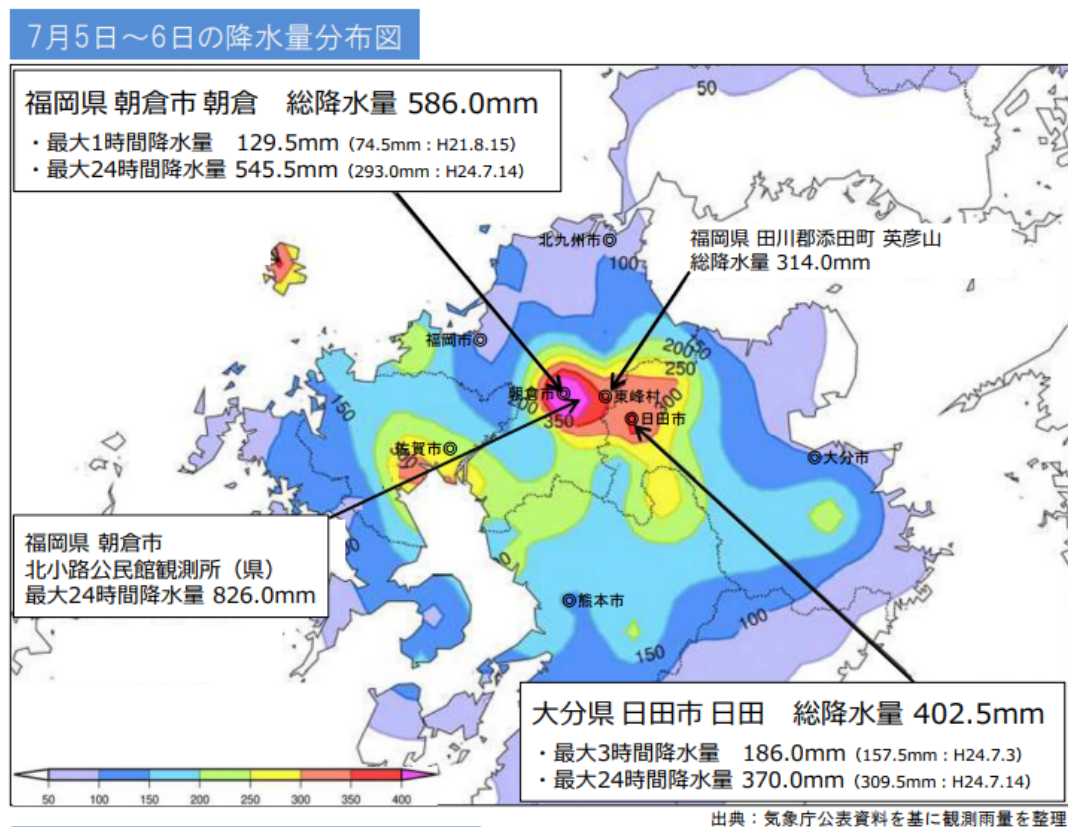 7月5日～6日の降水量分布図
福岡県 朝倉市 朝倉　総降水量 586.0mm
・最大1時間降水量　129.5mm (74.5mm : H21.8.15)
・最大24時間降水量 545.5mm (293.0mm : H24.7.14)
50
北九州市◎
100
福岡県 田川郡添田町 英彦山
総降水量 314.0mm
福岡市◎
150
200
250
朝倉市◎
◎東峰村
300
300
350
◎日田市
150
佐賀市◎
◎大分市
福岡県 朝倉市
北小路公民館観測所（県）
最大24時間降水量 826.0mm
◎熊本市
100
150
大分県 日田市 日田　総降水量 402.5mm
・最大3時間降水量　186.0mm (157.5mm : H24.7.3)
・最大24時間降水量 370.0mm (309.5mm : H24.7.14)
50 100 150 200 250 300 350 400
出典：気象庁公表資料を基に観測雨量を整理